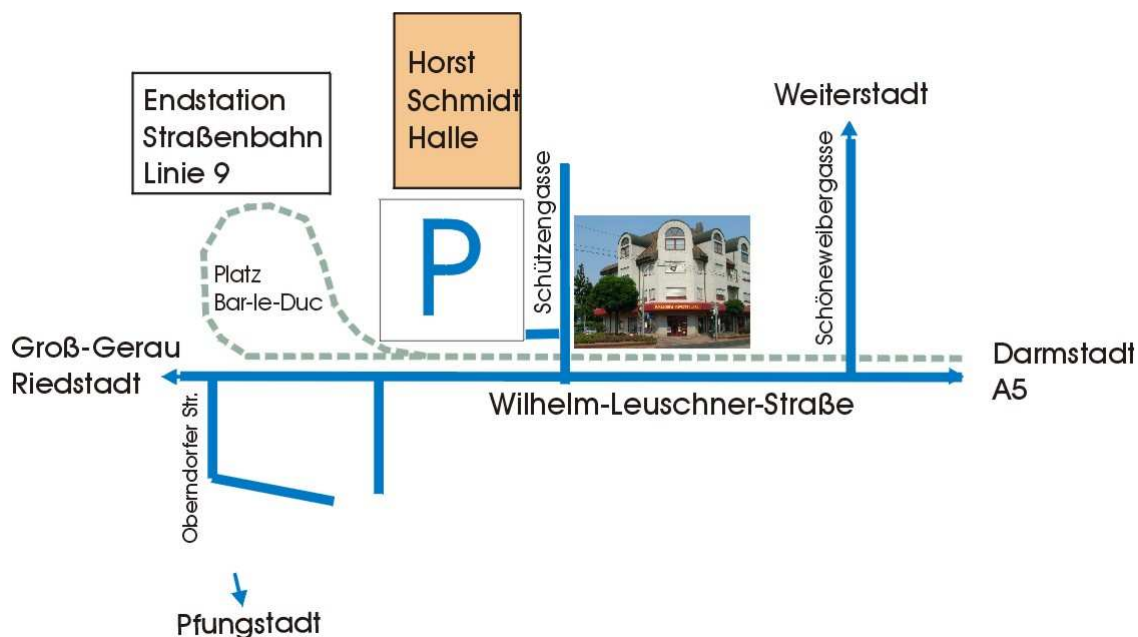 Horst
Schmidt
Halle
Endstation
Straßenbahn
Linie 9
Weiterstadt
Schöneweibergasse
Schützengasse
P
Platz
Bar-le-Duc
Groß-Gerau
Riedstadt
Darmstadt
A5
Wilhelm-Leuschner-Straße
Oberndorfer Str.
Pfungstadt